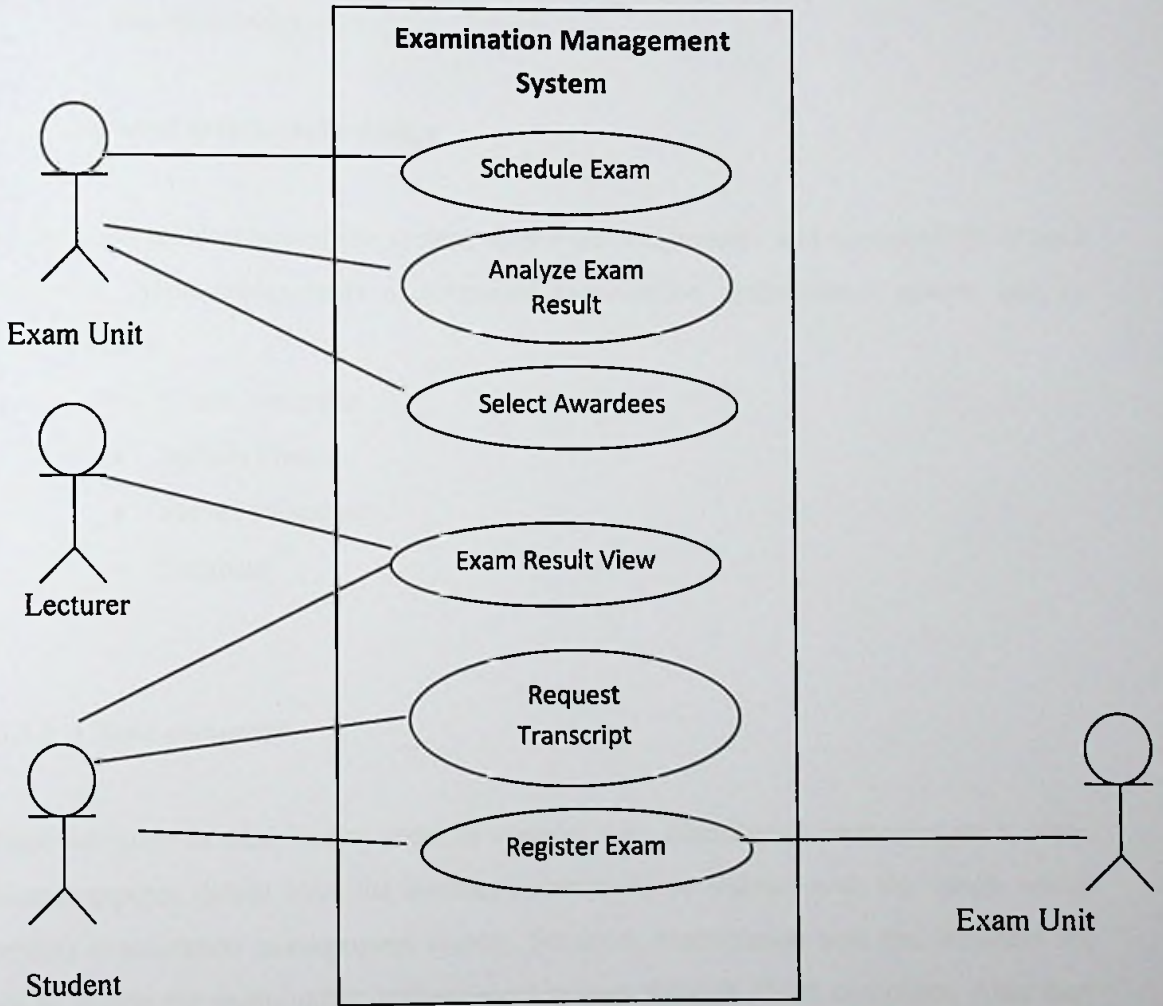 Examination Management
System
Schedule Exam
Analyze Exam
Result
Exam Unit
Select Awardees
Exam Result View
Lecturer
Request
Transcript
Register Exam
Exam Unit
Student